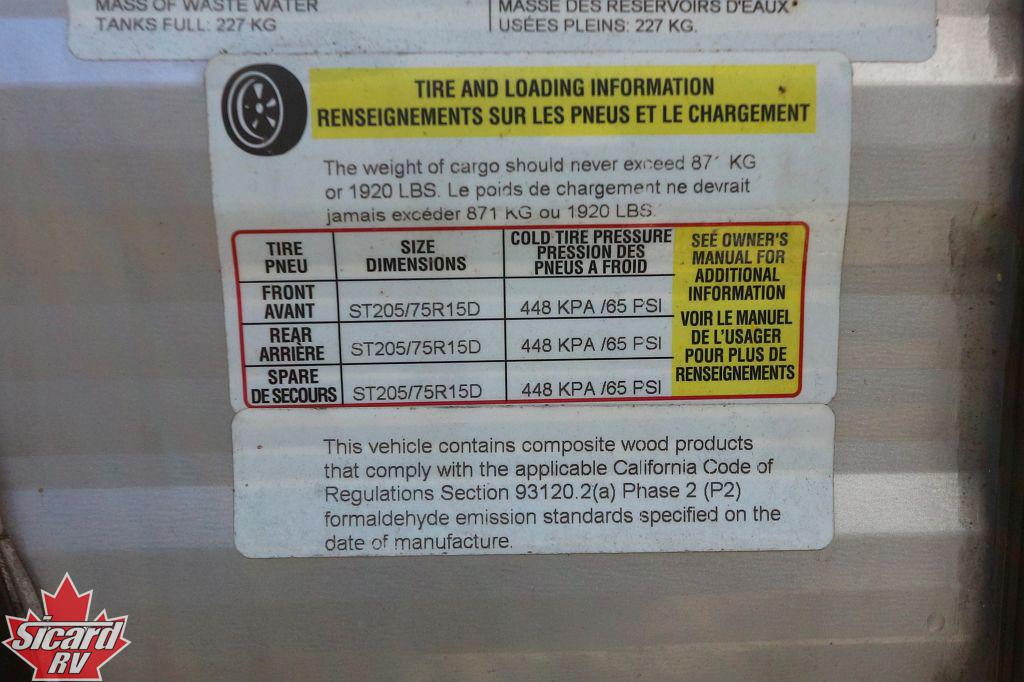 MASS OF WASTE WATER
TANKS FULL: 227 KG
MASSE DES RESERVOIRS D'EAUX
USÉES PLEINS: 227 KG.
TIRE AND LOADING INFORMATION
RENSEIGNEMENTS SUR LES PNEUS ET LE CHARGEMENT
The weight of cargo should never exceed 871 KG
or 1920 LBS. Le poids de chargement ne devrait
jamais excéder 871 KG ou 1920 LBS.
TIRE
PNEU
SIZE
DIMENSIONS
COLD TIRE PRESSURE
PRESSION DES
PNEUS A FROID
FRONT
AVANT
ST205/75R15D
448 KPA /65 PSI
REAR
ARRIÈRE
ST205/75R15D
448 KPA /65 PSI
SPARE
DE SECOURS
ST205/75R15D
448 KPA /65 PSI
SEE OWNER'S
MANUAL FOR
ADDITIONAL
INFORMATION
VOIR LE MANUEL
DE L'USAGER
POUR PLUS DE
RENSEIGNEMENTS
This vehicle contains composite wood products
that comply with the applicable California Code of
Regulations Section 93120.2(a) Phase 2 (P2)
formaldehyde emission standards specified on the
date of manufacture.
Sicard
RV